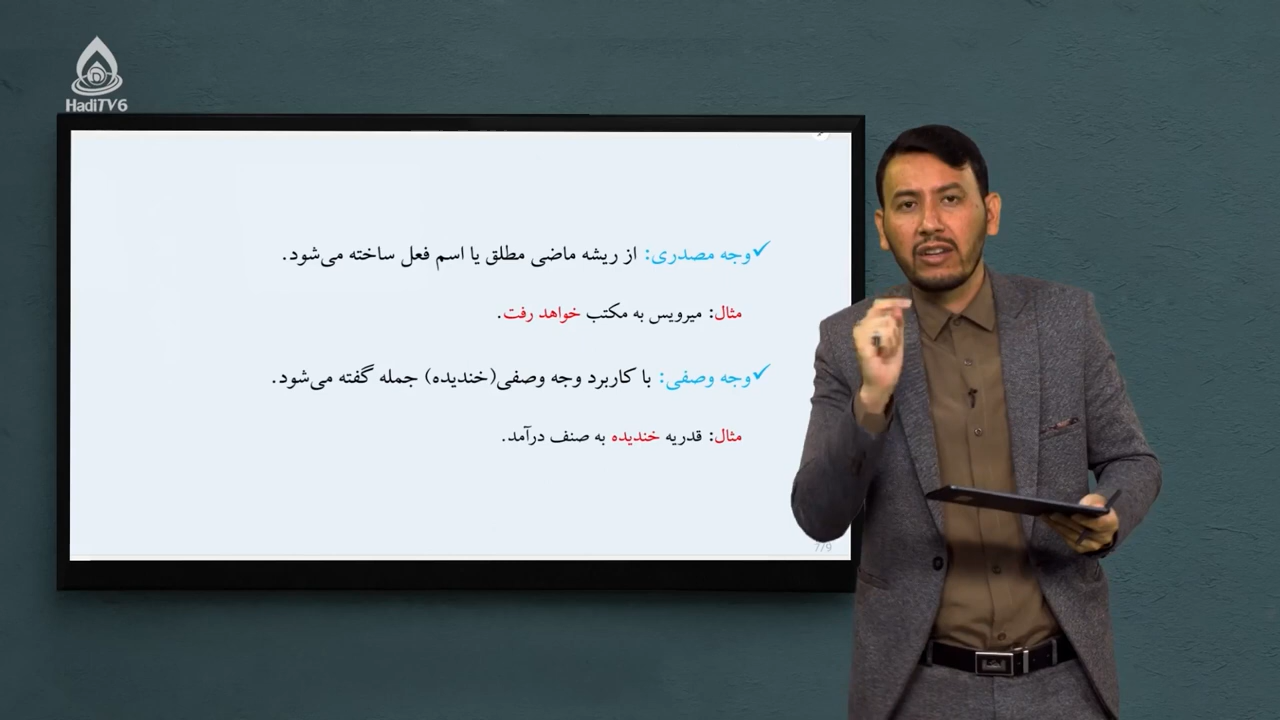 HadiTV6
✓وجه مصدری: از ریشه ماضی مطلق یا اسم فعل ساخته می‌شود.
مثال: میرویس به مکتب خواهد رفت.
✓وجه وصفی: با کاربرد وجه وصفی(خندیده) جمله گفته می‌شود.
مثال: قدریه خندیده به صنف درآمد.
7/9